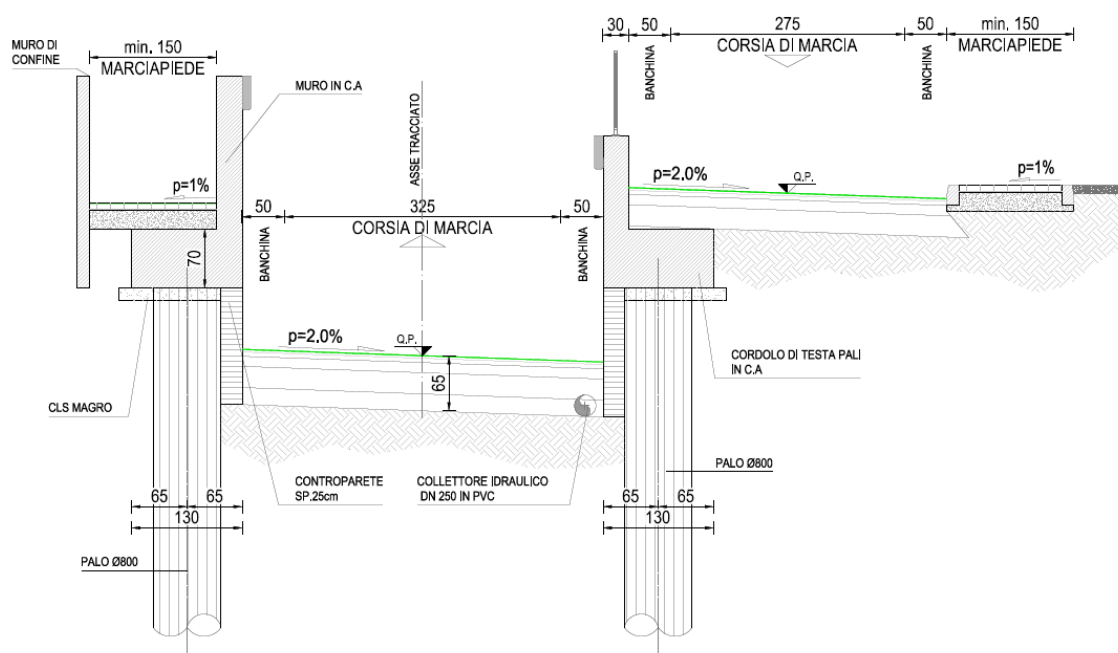 MURO DI
CONFINE
min. 150
MARCIAPIEDE
MURO IN C.A
p=1%
70
ASSE TRACCIATO
50
325
50
CORSIA DI MARCIA
BANCHINA
BANCHINA
30
50
275
50
min. 150
CORSIA DI MARCIA
MARCIAPIEDE
BANCHINA
BANCHINA
p=2.0%
Q.P.
p=1%
p=2.0%
Q.P.
65
CORDOLO DI TESTA PALI
IN C.A
CLS MAGRO
CONTROPARETE
SP.25cm
COLLETTORE IDRAULICO
DN 250 IN PVC
PALO Ø800
65
65
130
65
65
130
PALO Ø800